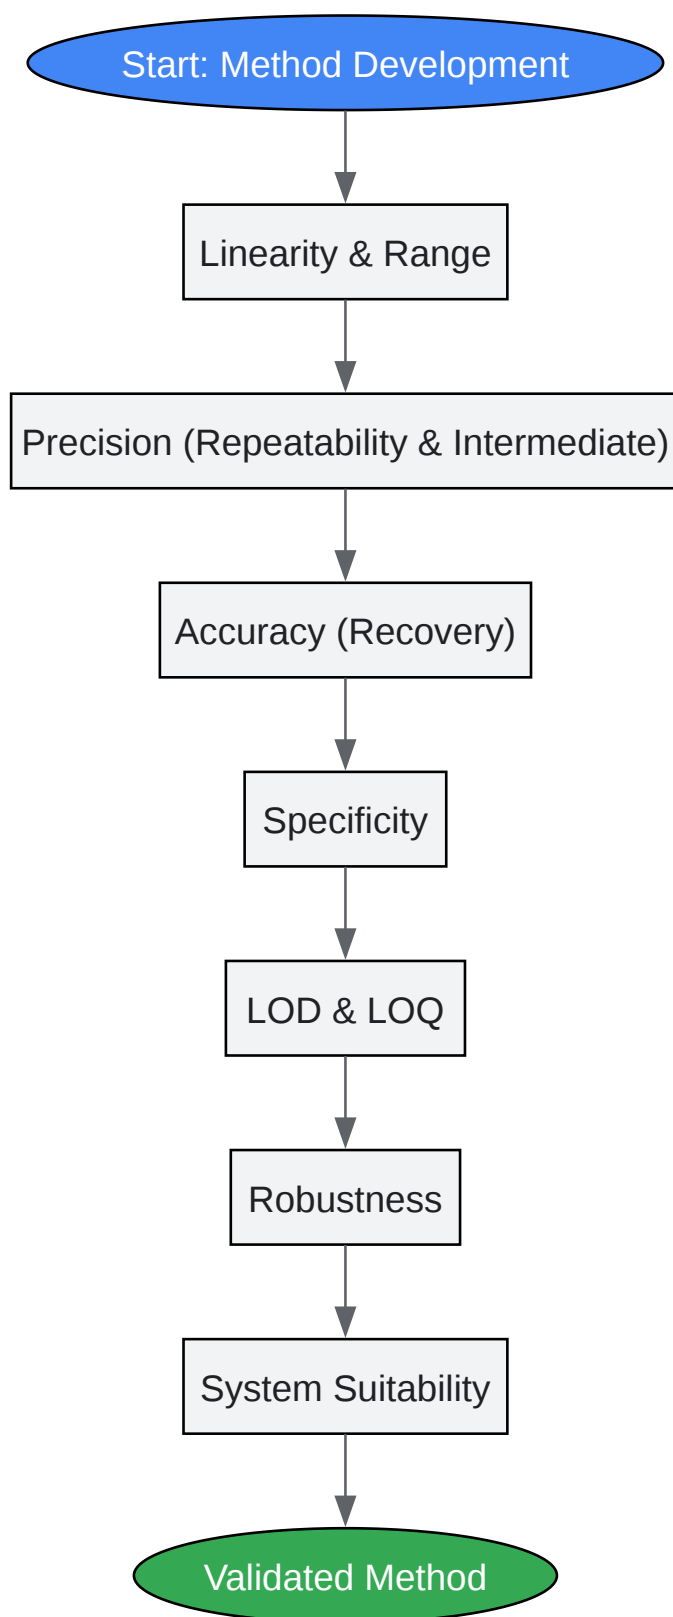 Start: Method Development
Linearity & Range
Precision (Repeatability & Intermediate)
Accuracy (Recovery)
Specificity
LOD & LOQ
Robustness
System Suitability
Validated Method